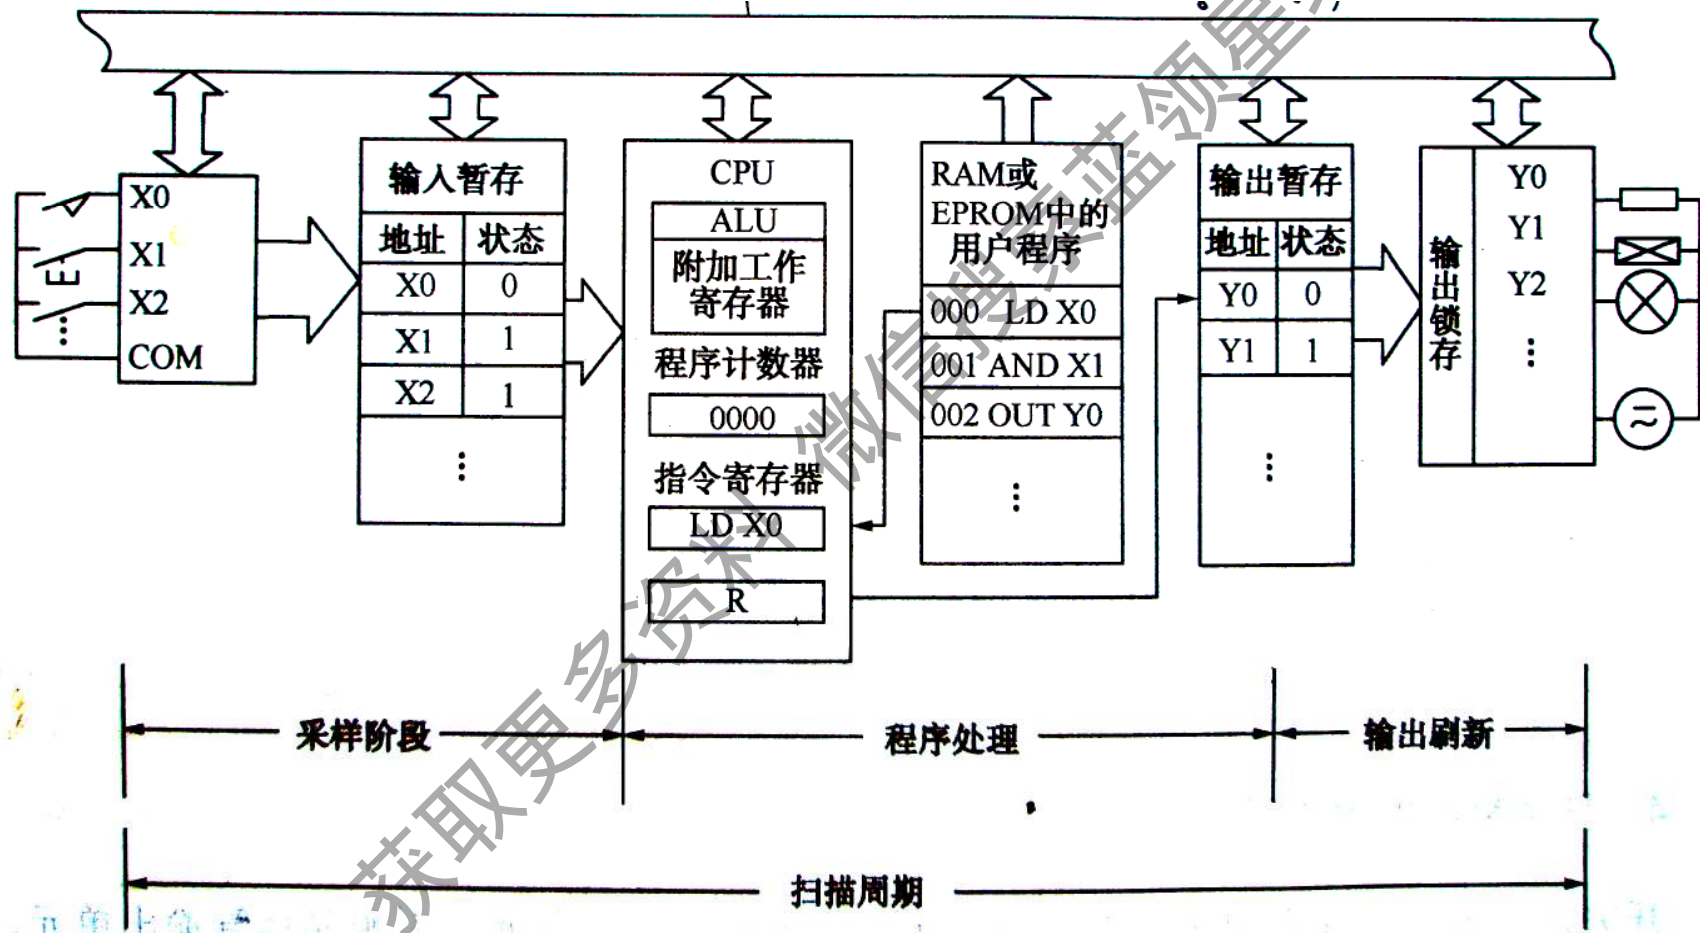 X0
X1
X2
COM
输入暂存
地址 状态
X0 0
X1 1
X2 1
CPU
ALU
附加工作
寄存器
程序计数器
0000
指令寄存器
LD X0
R
RAM或
EPROM中的
用户程序
000 LD X0
001 AND X1
002 OUT Y0
输出暂存
地址 状态
Y0 0
Y1 1
输出锁存
Y0
Y1
Y2
采样阶段
程序处理
输出刷新
扫描周期
获取更多资料 微信搜索蓝领星